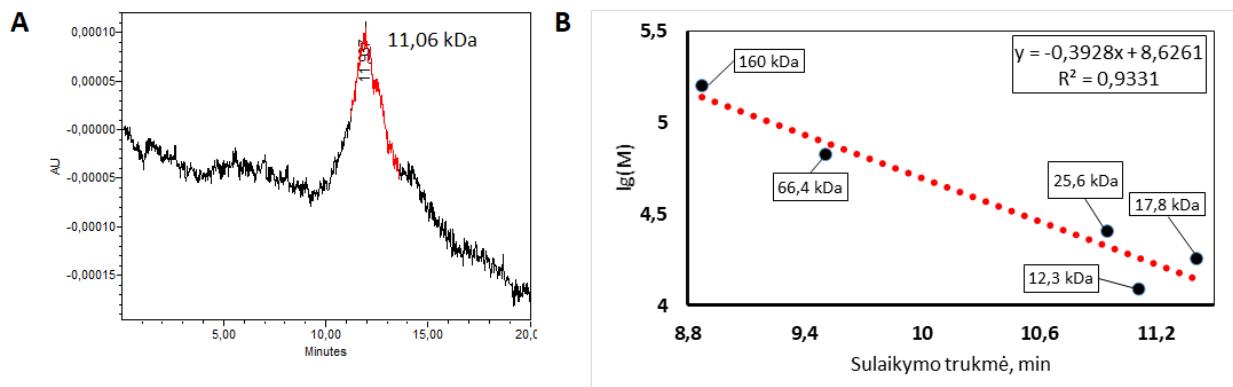 A
0,00010
0,00005
-0,00000
-0,00005
-0,00010
-0,00015
AU
11,06 kDa
5,00
10,00
15,00
20,0
Minutes
B
5,5
5
4,5
4
lg(M)
y = -0,3928x + 8,6261
R² = 0,9331
160 kDa
66,4 kDa
25,6 kDa
17,8 kDa
12,3 kDa
8,8
9,4
10
10,6
11,2
Sulaikymo trukmė, min